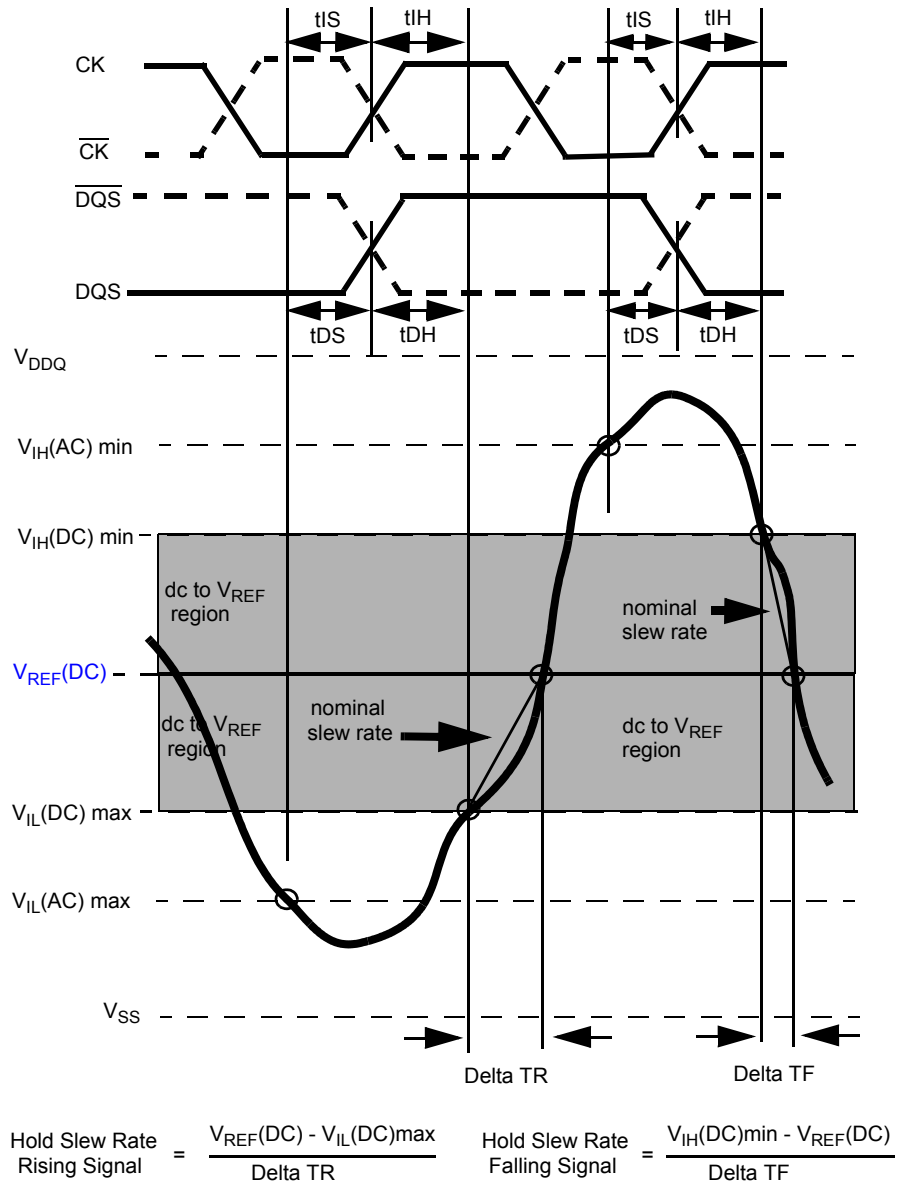 tIS tIH tIS tIH
CK
CK
DQS
DQS
tDS tDH tDS tDH
VDDQ
VIH(AC) min
VIH(DC) min
dc to VREF
region
nominal
slew rate
VREF(DC)
dc to VREF
region
nominal
slew rate
dc to VREF
region
VIL(DC) max
VIL(AC) max
VSS
Delta TR Delta TF
Hold Slew Rate
Rising Signal
=
VREF(DC) - VIL(DC)max
Delta TR
Hold Slew Rate
Falling Signal
=
VIH(DC)min - VREF(DC)
Delta TF